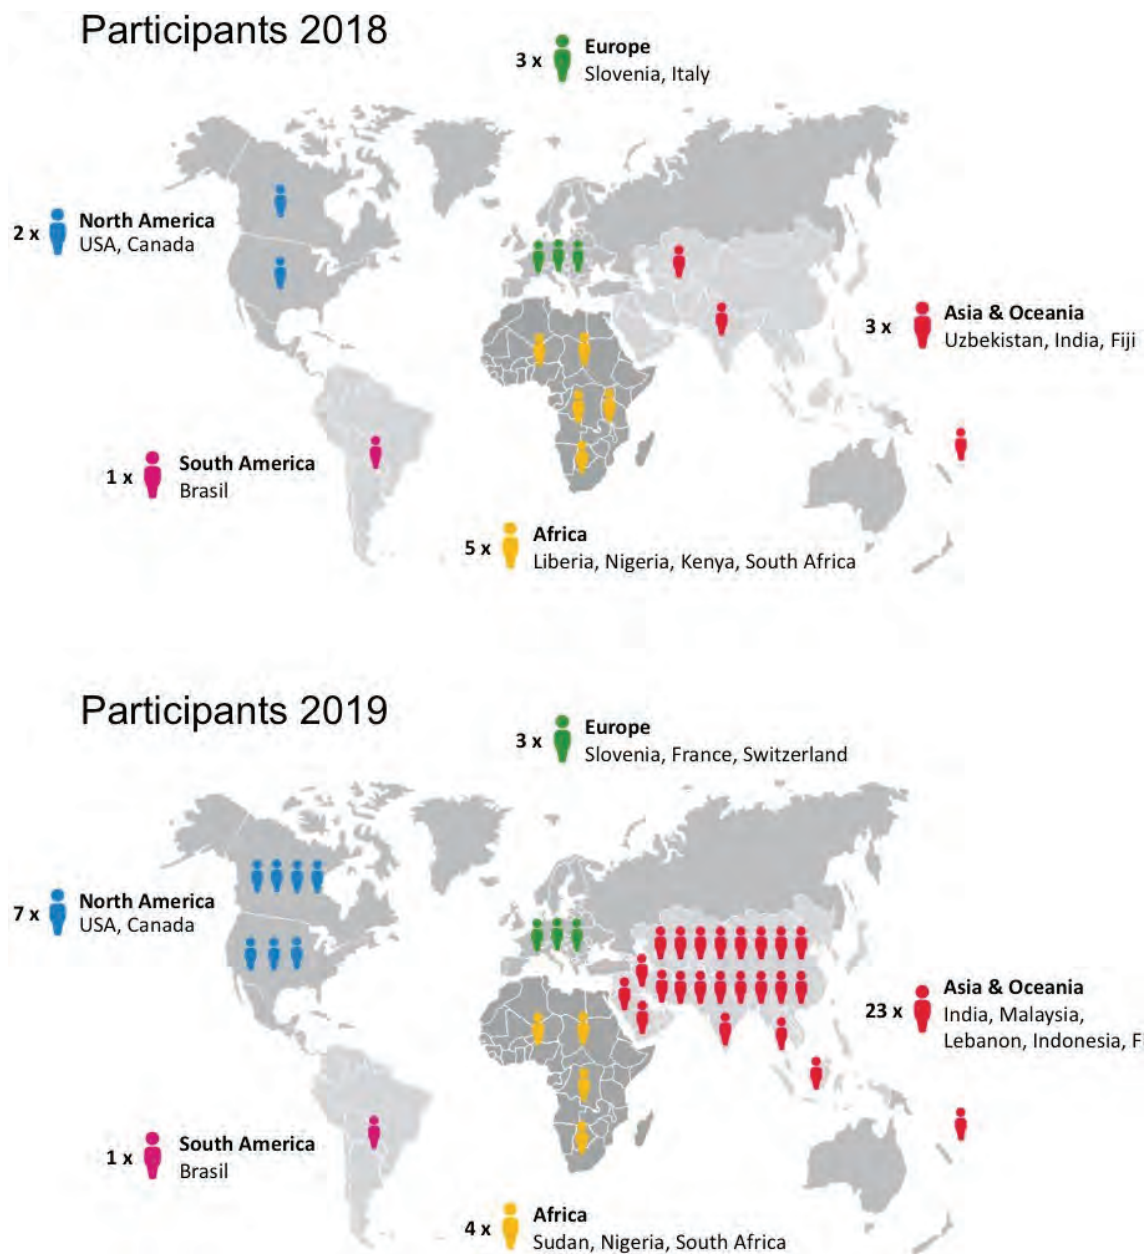 Participants 2018
3 x
Europe
Slovenia, Italy
2 x
North America
USA, Canada
3 x
Asia & Oceania
Uzbekistan, India, Fiji
1 x
South America
Brasil
5 x
Africa
Liberia, Nigeria, Kenya, South Africa
Participants 2019
3 x
Europe
Slovenia, France, Switzerland
7 x
North America
USA, Canada
23 x
Asia & Oceania
India, Malaysia,
Lebanon, Indonesia,
1 x
South America
Brasil
4 x
Africa
Sudan, Nigeria, South Africa